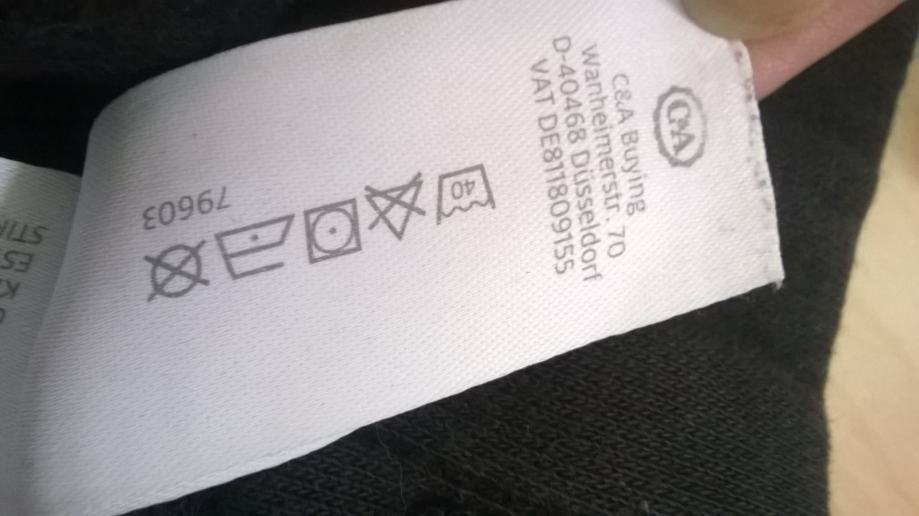 C&A
C&A Buying
Wanheimerstr. 70
D-40468 Düsseldorf
VAT DE811809155
40
79603